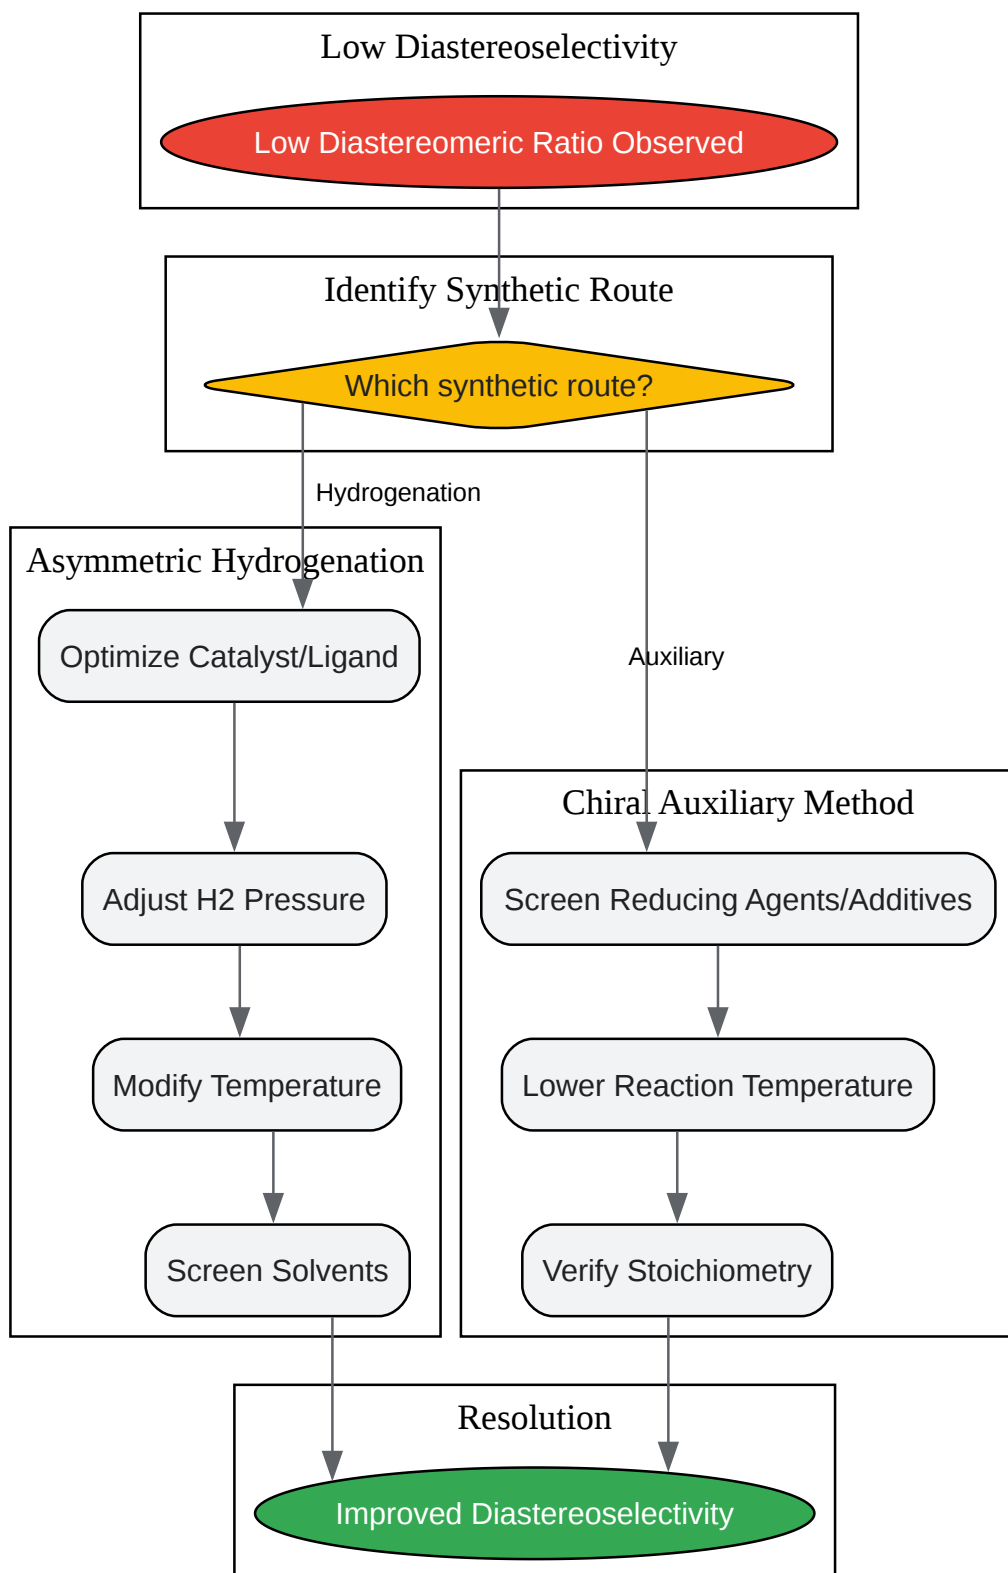 Low Diastereoselectivity
Low Diastereomeric Ratio Observed
Identify Synthetic Route
Which synthetic route?
Hydrogenation
Asymmetric Hydrogenation
Optimize Catalyst/Ligand
Auxiliary
Chiral Auxiliary Method
Adjust H2 Pressure
Screen Reducing Agents/Additives
Modify Temperature
Lower Reaction Temperature
Screen Solvents
Verify Stoichiometry
Resolution
Improved Diastereoselectivity